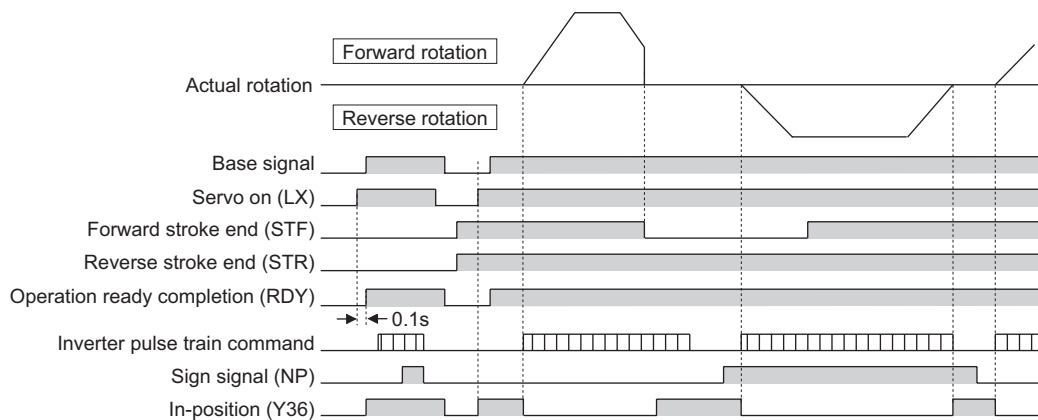 Forward rotation
Actual rotation
Reverse rotation
Base signal
Servo on (LX)
Forward stroke end (STF)
Reverse stroke end (STR)
Operation ready completion (RDY)
0.1s
Inverter pulse train command
Sign signal (NP)
In-position (Y36)